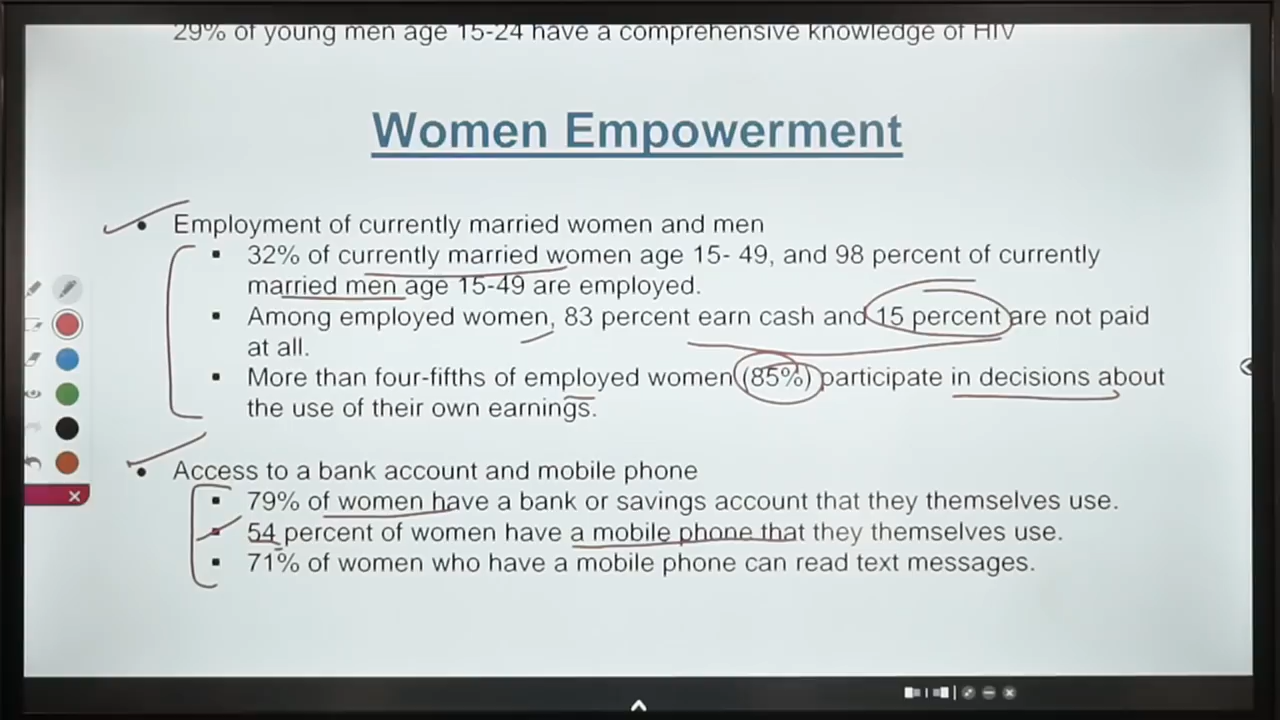 29% of young men age 15-24 have a comprehensive knowledge of HIV
Women Empowerment
• Employment of currently married women and men
▪ 32% of currently married women age 15- 49, and 98 percent of currently
married men age 15-49 are employed.
▪ Among employed women, 83 percent earn cash and 15 percent are not paid
at all.
▪ More than four-fifths of employed women (85%) participate in decisions about
the use of their own earnings.
• Access to a bank account and mobile phone
▪ 79% of women have a bank or savings account that they themselves use.
▪ 54 percent of women have a mobile phone that they themselves use.
▪ 71% of women who have a mobile phone can read text messages.